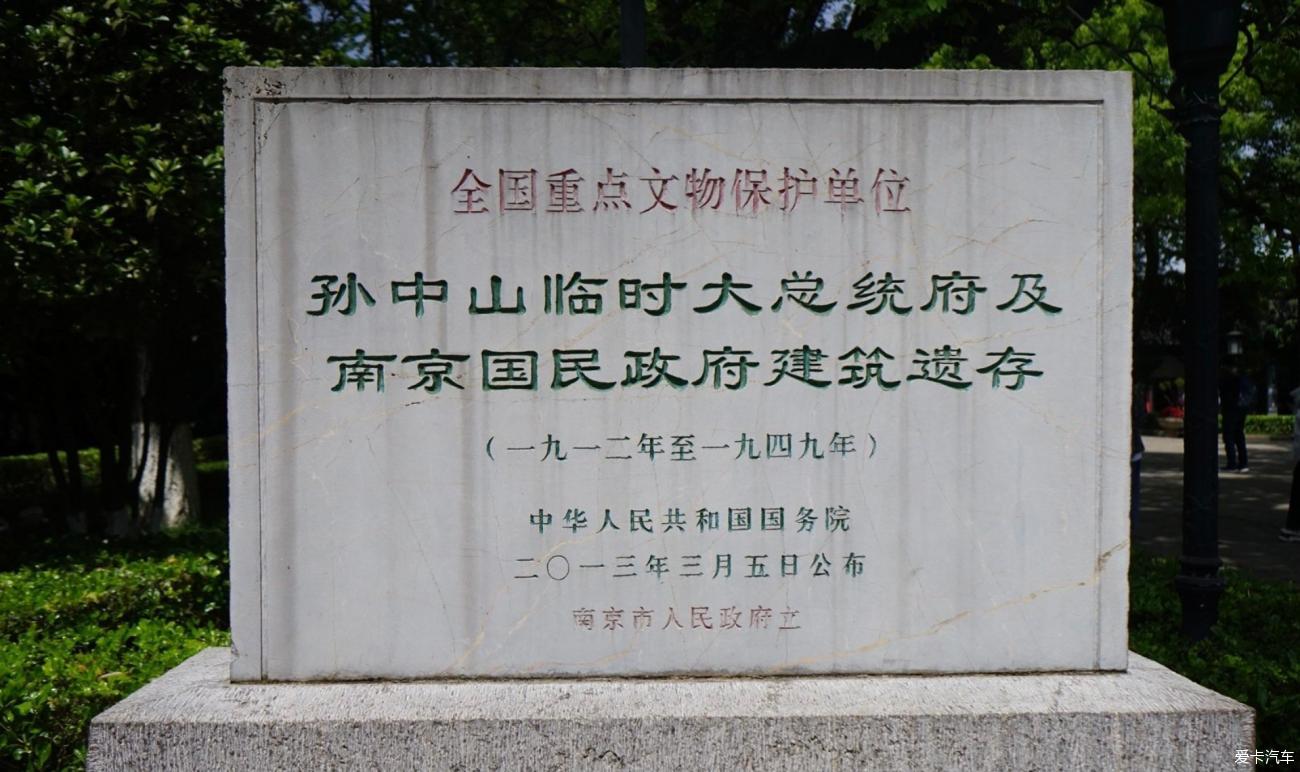 全国重点文物保护单位
孙中山临时大总统府及
南京国民政府建筑遗存
（一九一二年至一九四九年）
中华人民共和国国务院
二〇一三年三月五日公布
南京市人民政府立
爱卡汽车